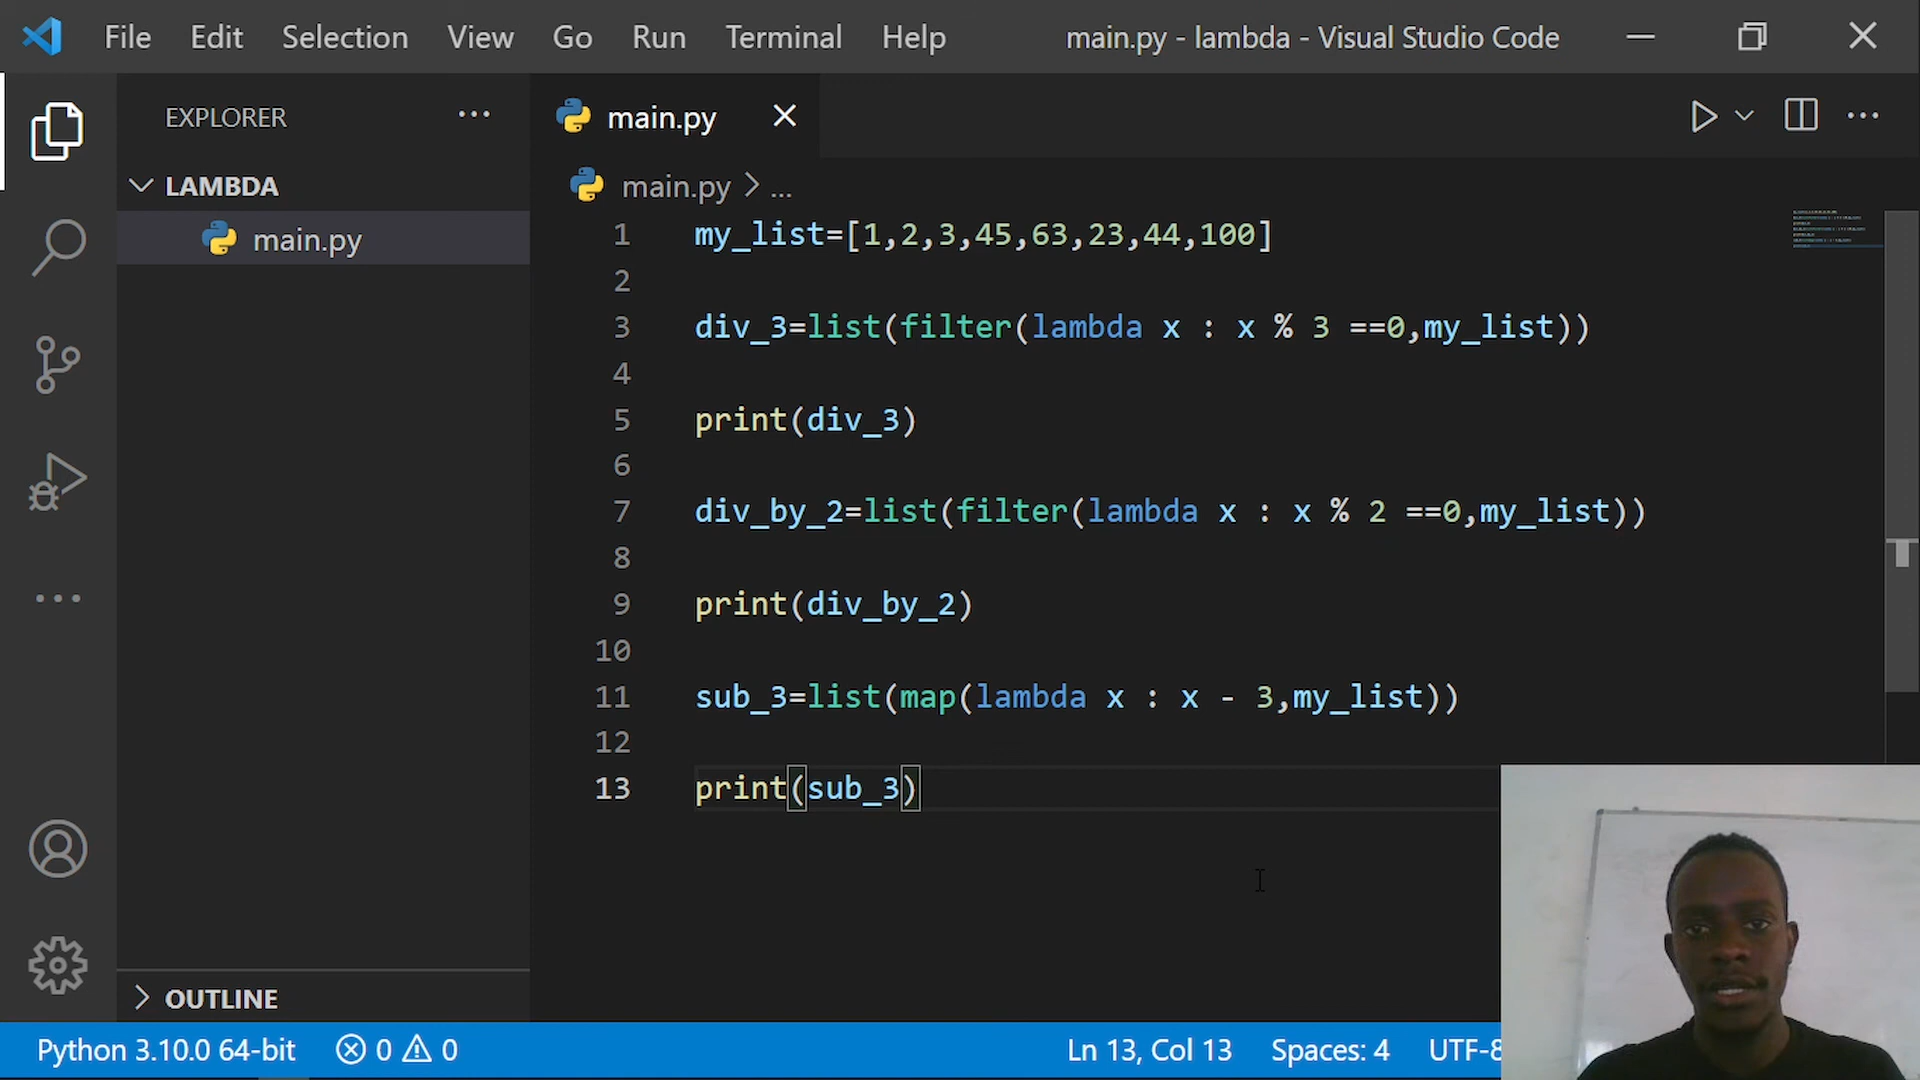 File Edit Selection View Go Run Terminal Help main.py - lambda - Visual Studio Code
EXPLORER
main.py
LAMBDA
main.py > ...
main.py
1 my_list=[1,2,3,45,63,23,44,100]
2
3 div_3=list(filter(lambda x : x % 3 ==0,my_list))
4
5 print(div_3)
6
7 div_by_2=list(filter(lambda x : x % 2 ==0,my_list))
8
9 print(div_by_2)
10
11 sub_3=list(map(lambda x : x - 3,my_list))
12
13 print(sub_3)
OUTLINE
Python 3.10.0 64-bit 0 0 Ln 13, Col 13 Spaces: 4 UTF-8